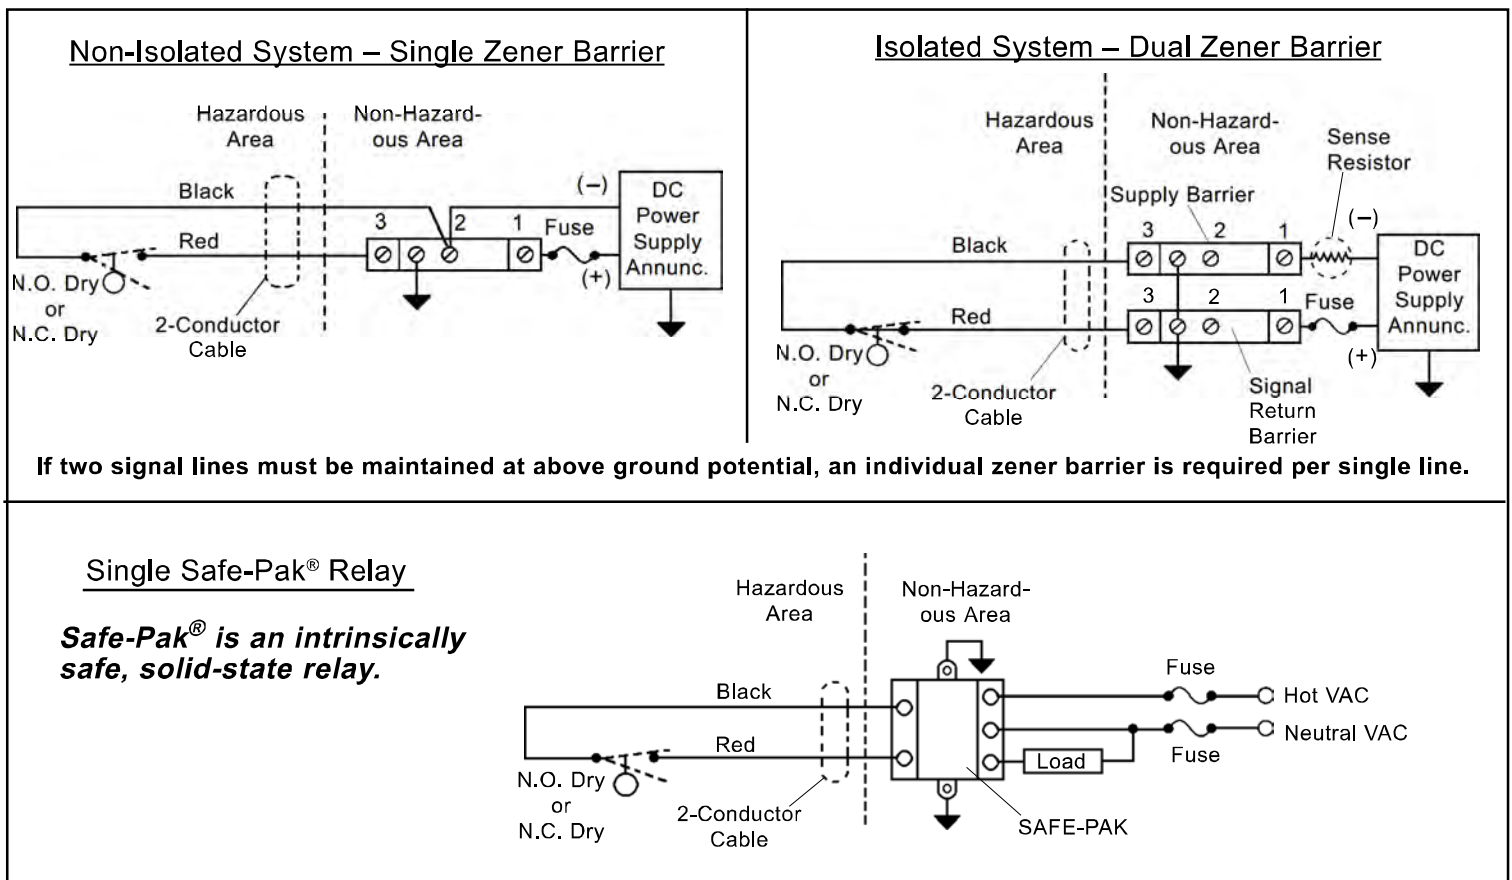 Non-Isolated System – Single Zener Barrier
Hazardous
Area
Non-Hazard-
ous Area
Black
Red
3
2
1
Fuse
(–)
(+)
DC
Power
Supply
Annunc.
N.O. Dry
or
N.C. Dry
2-Conductor
Cable
Isolated System – Dual Zener Barrier
Hazardous
Area
Non-Hazard-
ous Area
Sense
Resistor
Supply Barrier
(–)
3
2
1
Black
DC
Power
Supply
Annunc.
3
2
1
Fuse
Red
(+)
N.O. Dry
or
N.C. Dry
2-Conductor
Cable
Signal
Return
Barrier
If two signal lines must be maintained at above ground potential, an individual zener barrier is required per single line.
Single Safe-Pak® Relay
Safe-Pak® is an intrinsically
safe, solid-state relay.
Hazardous
Area
Non-Hazard-
ous Area
Black
Red
Fuse
Hot VAC
Neutral VAC
Fuse
Load
N.O. Dry
or
N.C. Dry
2-Conductor
Cable
SAFE-PAK